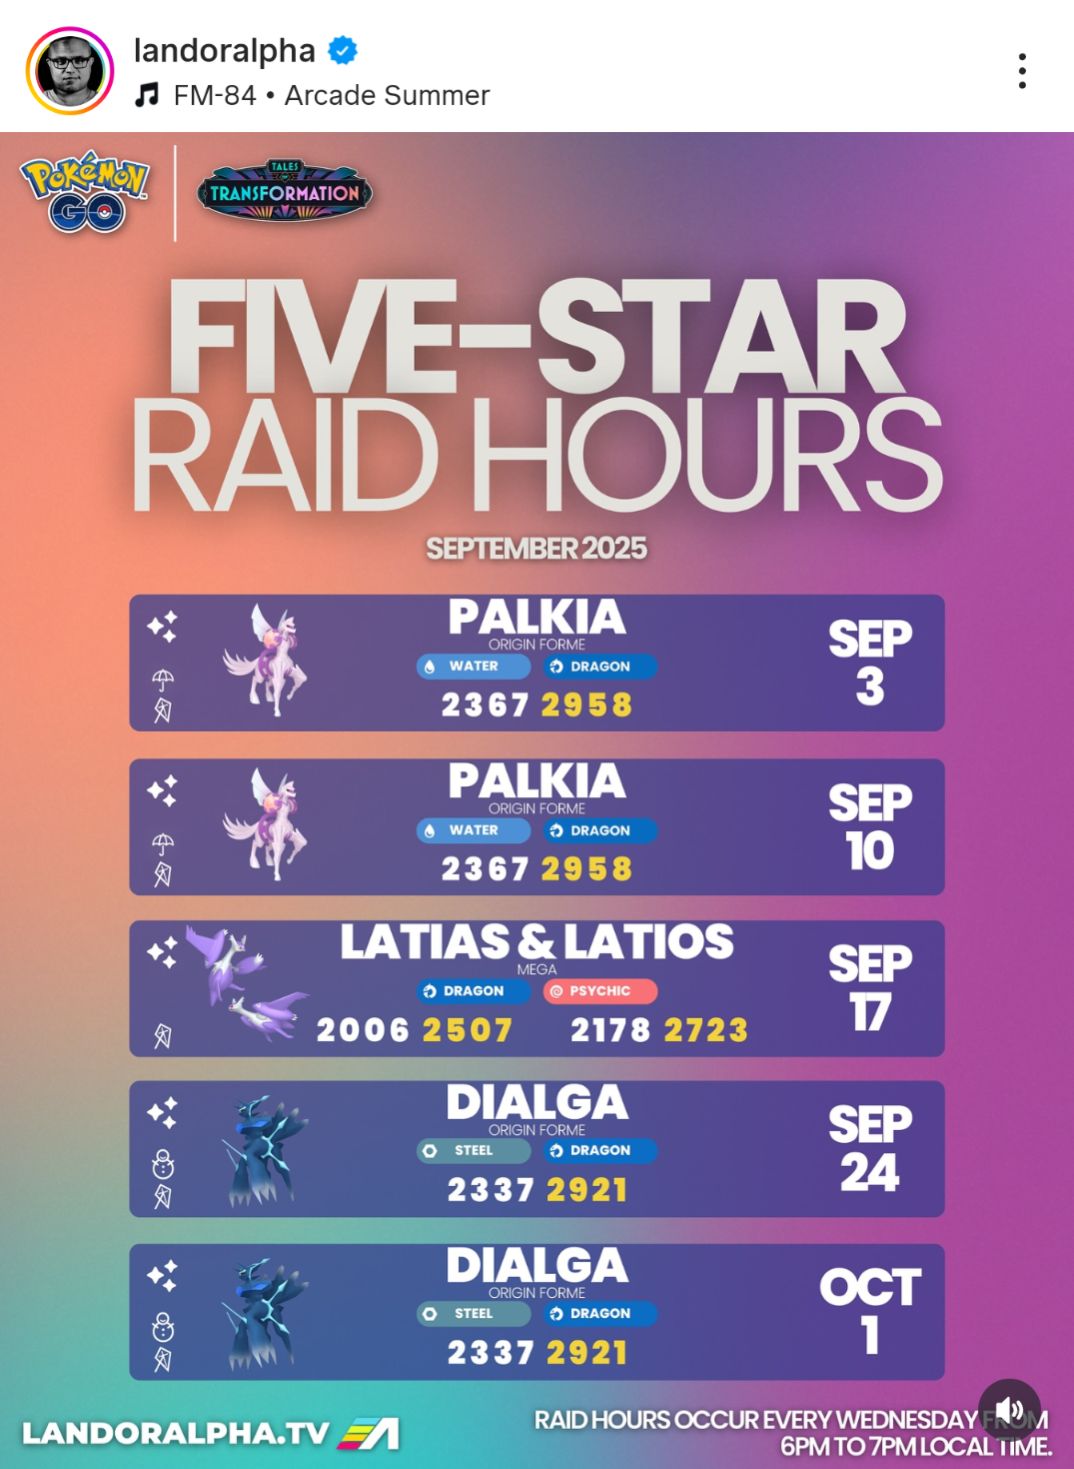 landoralpha
FM-84 • Arcade Summer
POKÉMON
GO
TALES
OF
TRANSFORMATION
FIVE-STAR
RAID HOURS
SEPTEMBER 2025
PALKIA
ORIGIN FORME
WATER DRAGON
2367 2958
SEP
3
PALKIA
ORIGIN FORME
WATER DRAGON
2367 2958
SEP
10
LATIAS & LATIOS
MEGA
DRAGON PSYCHIC
2006 2507 2178 2723
SEP
17
DIALGA
ORIGIN FORME
STEEL DRAGON
2337 2921
SEP
24
DIALGA
ORIGIN FORME
STEEL DRAGON
2337 2921
OCT
1
LANDORALPHA.TV
RAID HOURS OCCUR EVERY WEDNESDAY FROM
6PM TO 7PM LOCAL TIME.